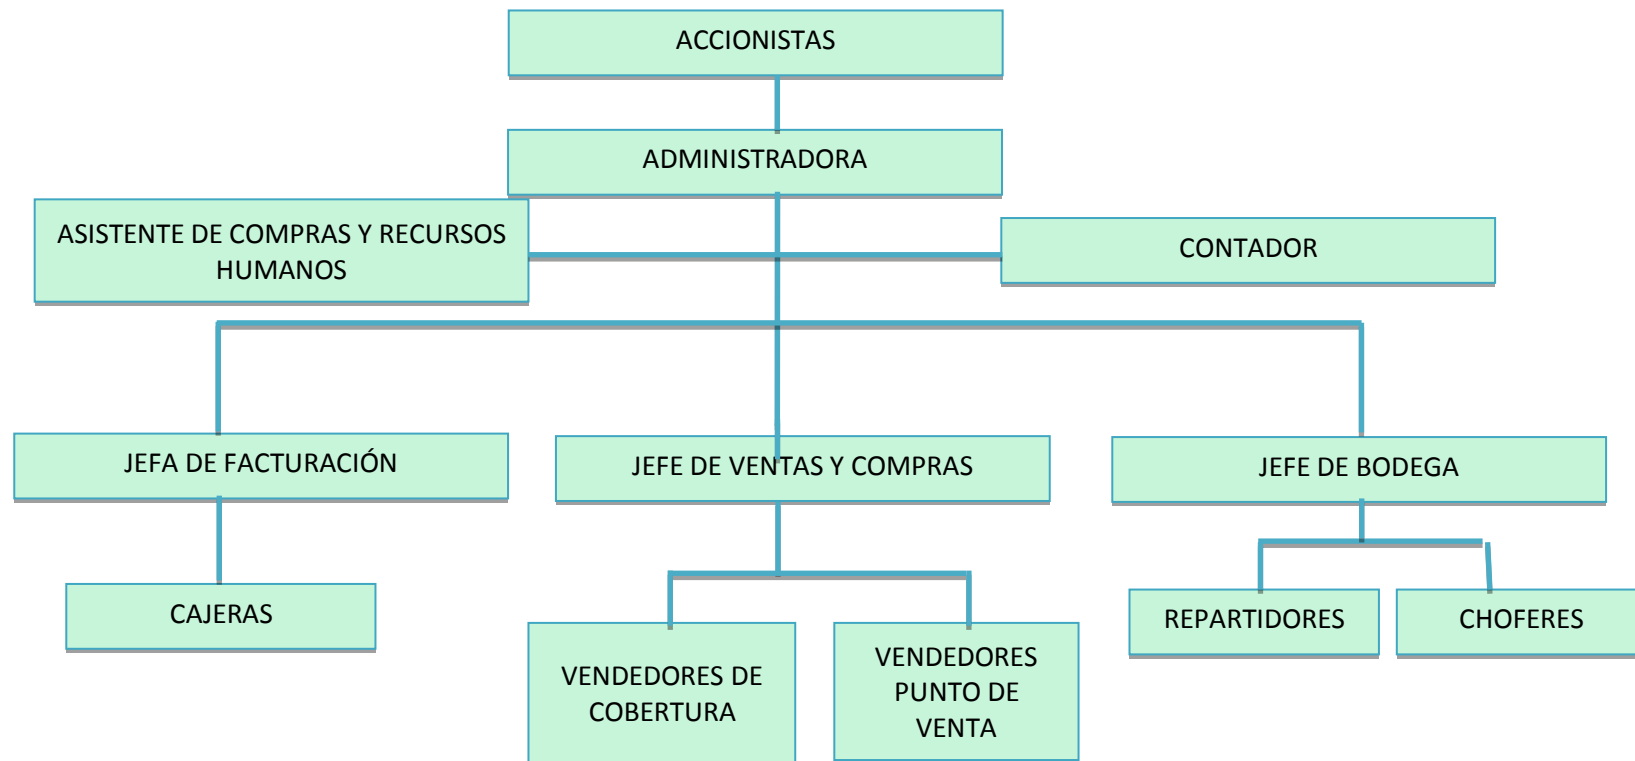 ACCIONISTAS
ADMINISTRADORA
ASISTENTE DE COMPRAS Y RECURSOS
HUMANOS
CONTADOR
JEFA DE FACTURACIÓN
JEFE DE VENTAS Y COMPRAS
JEFE DE BODEGA
CAJERAS
VENDEDORES DE
COBERTURA
VENDEDORES
PUNTO DE
VENTA
REPARTIDORES
CHOFERES